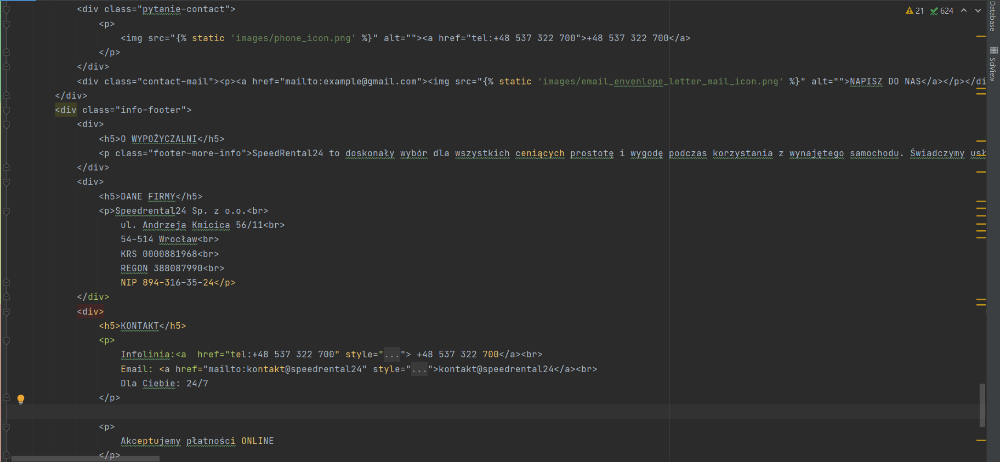 <div class="pytanie-contact">
21 624
<p>
<img src="{% static 'images/phone_icon.png' %}" alt=""><a href="tel:+48 537 322 700">+48 537 322 700</a>
</p>
</div>
<div class="contact-mail"><p><a href="mailto:example@gmail.com"><img src="{% static 'images/email_envenlope_letter_mail_icon.png' %}" alt="">NAPISZ DO NAS</a></p></di
</div>
<div class="info-footer">
<div>
<h5>O WYPOŻYCZALNI</h5>
<p class="footer-more-info">SpeedRental24 to doskonały wybór dla wszystkich ceniących prostotę i wygodę podczas korzystania z wynajętego samochodu. Świadczymy usł
</div>
<div>
<h5>DANE FIRMY</h5>
<p>Speedrental24 Sp. z o.o.<br>
ul. Andrzeja Kmicica 56/11<br>
54-514 Wrocław<br>
KRS 0000881968<br>
REGON 388087990<br>
NIP 894-316-35-24</p>
</div>
<div>
<h5>KONTAKT</h5>
<p>
Infolinia:<a  href="tel:+48 537 322 700" style="..."> +48 537 322 700</a><br>
Email: <a href="mailto:kontakt@speedrental24" style="...">kontakt@speedrental24</a><br>
Dla Ciebie: 24/7
</p>
<p>
Akceptujemy płatności ONLINE
</p>
Database
SciView